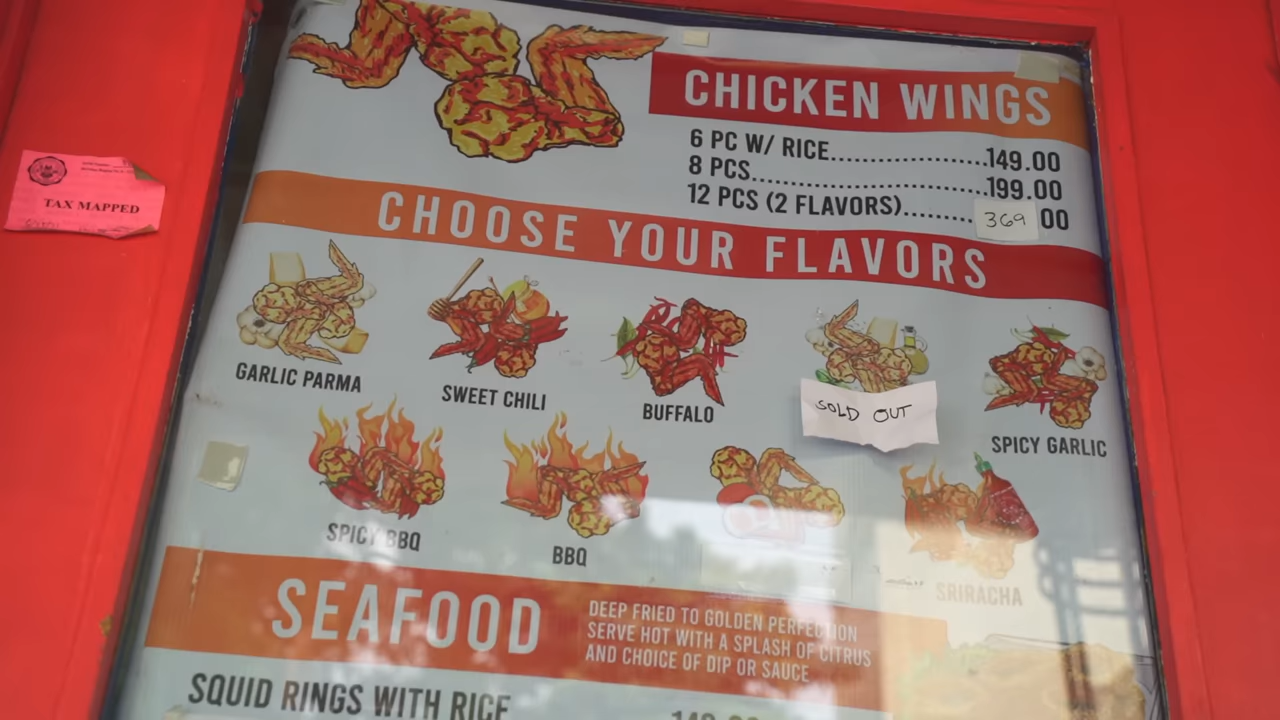 CHICKEN WINGS
6 PC W/ RICE........................149.00
8 PCS....................................199.00
12 PCS (2 FLAVORS)..........369 00
TAX MAPPED
CHOOSE YOUR FLAVORS
GARLIC PARMA
SWEET CHILI
BUFFALO
SOLD OUT
SPICY GARLIC
SPICY BBQ
BBQ
SRIRACHA
SEAFOOD
DEEP FRIED TO GOLDEN PERFECTION
SERVE HOT WITH A SPLASH OF CITRUS
AND CHOICE OF DIP OR SAUCE
SQUID RINGS WITH RICE